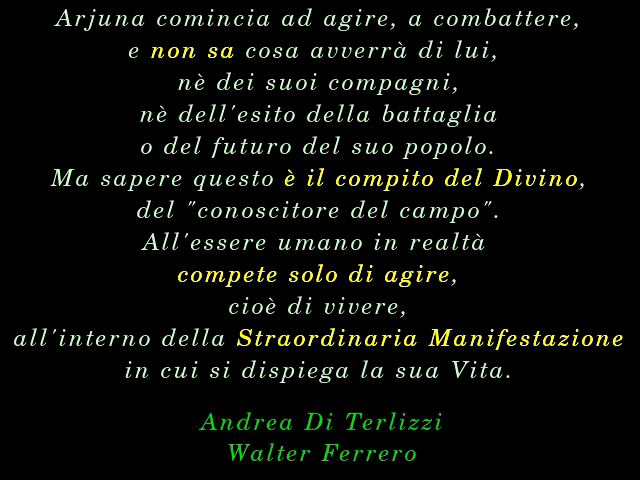 Arjuna comincia ad agire, a combattere,
e non sa cosa avverrà di lui,
nè dei suoi compagni,
nè dell'esito della battaglia
o del futuro del suo popolo.
Ma sapere questo è il compito del Divino,
del "conoscitore del campo".
All'essere umano in realtà
compete solo di agire,
cioè di vivere,
all'interno della Straordinaria Manifestazione
in cui si dispiega la sua Vita.
Andrea Di Terlizzi
Walter Ferrero